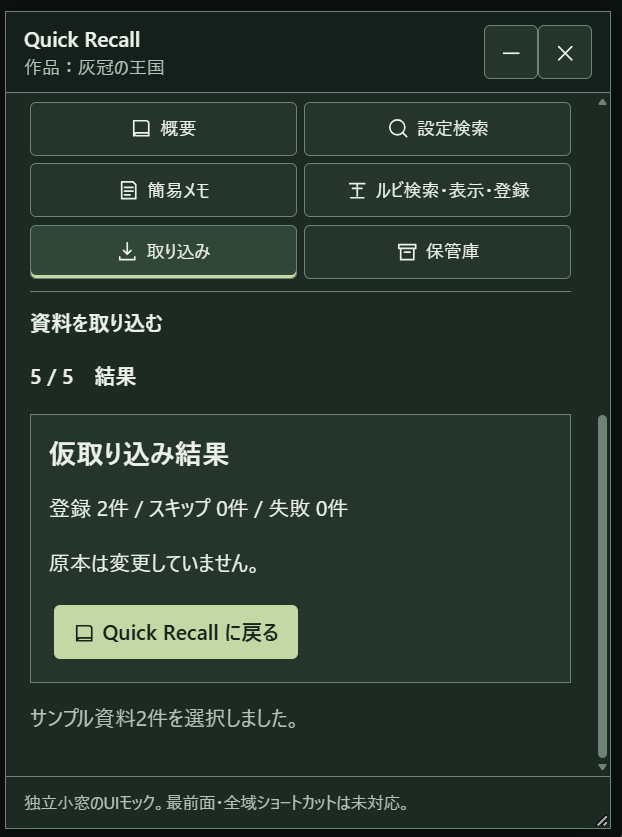 Quick Recall
作品：灰冠の王国
概要
設定検索
簡易メモ
ルビ検索・表示・登録
取り込み
保管庫
資料を取り込む
5 / 5　結果
仮取り込み結果
登録 2件 / スキップ 0件 / 失敗 0件
原本は変更していません。
Quick Recall に戻る
サンプル資料2件を選択しました。
独立小窓のUIモック。最前面・全域ショートカットは未対応。